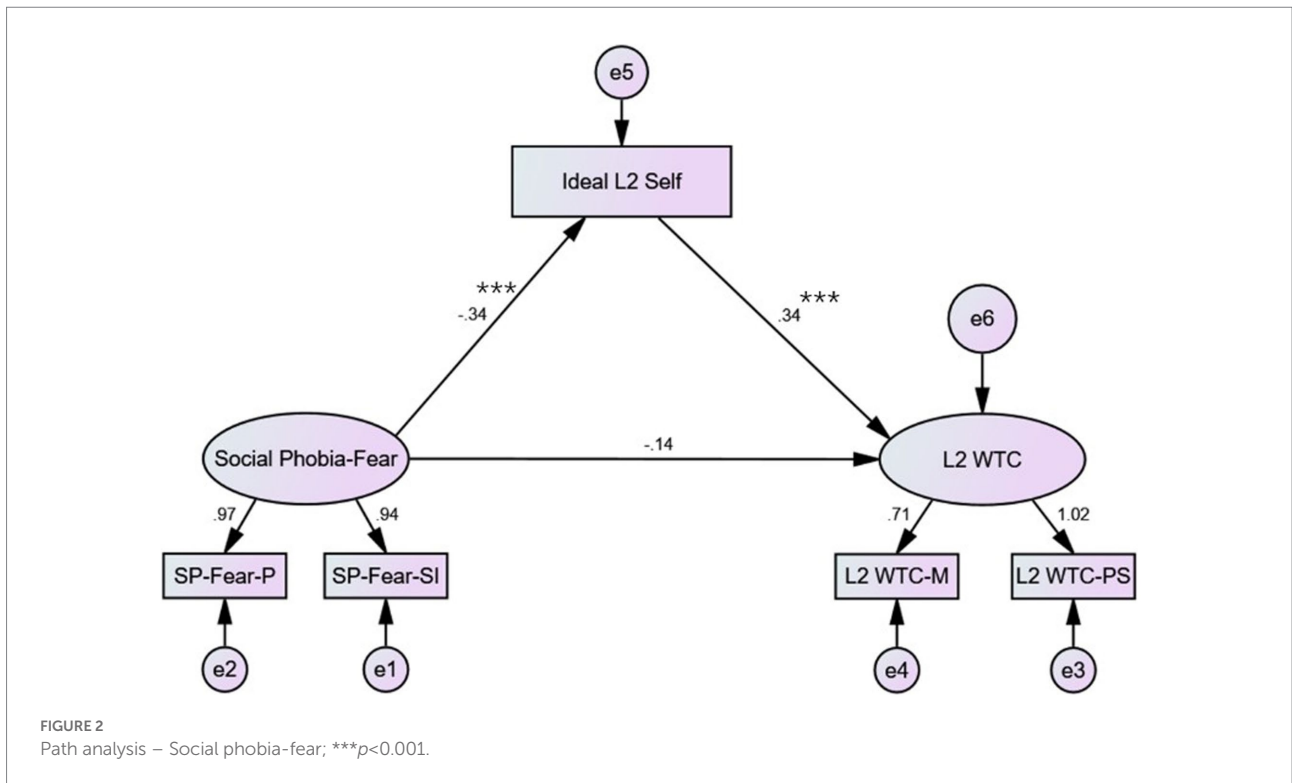 e5
Ideal L2 Self
***
-.34
***
.34
e6
Social Phobia-Fear
-.14
L2 WTC
.97
.94
.71
1.02
SP-Fear-P
SP-Fear-SI
L2 WTC-M
L2 WTC-PS
e2
e1
e4
e3
FIGURE 2
Path analysis – Social phobia-fear; ***p<0.001.